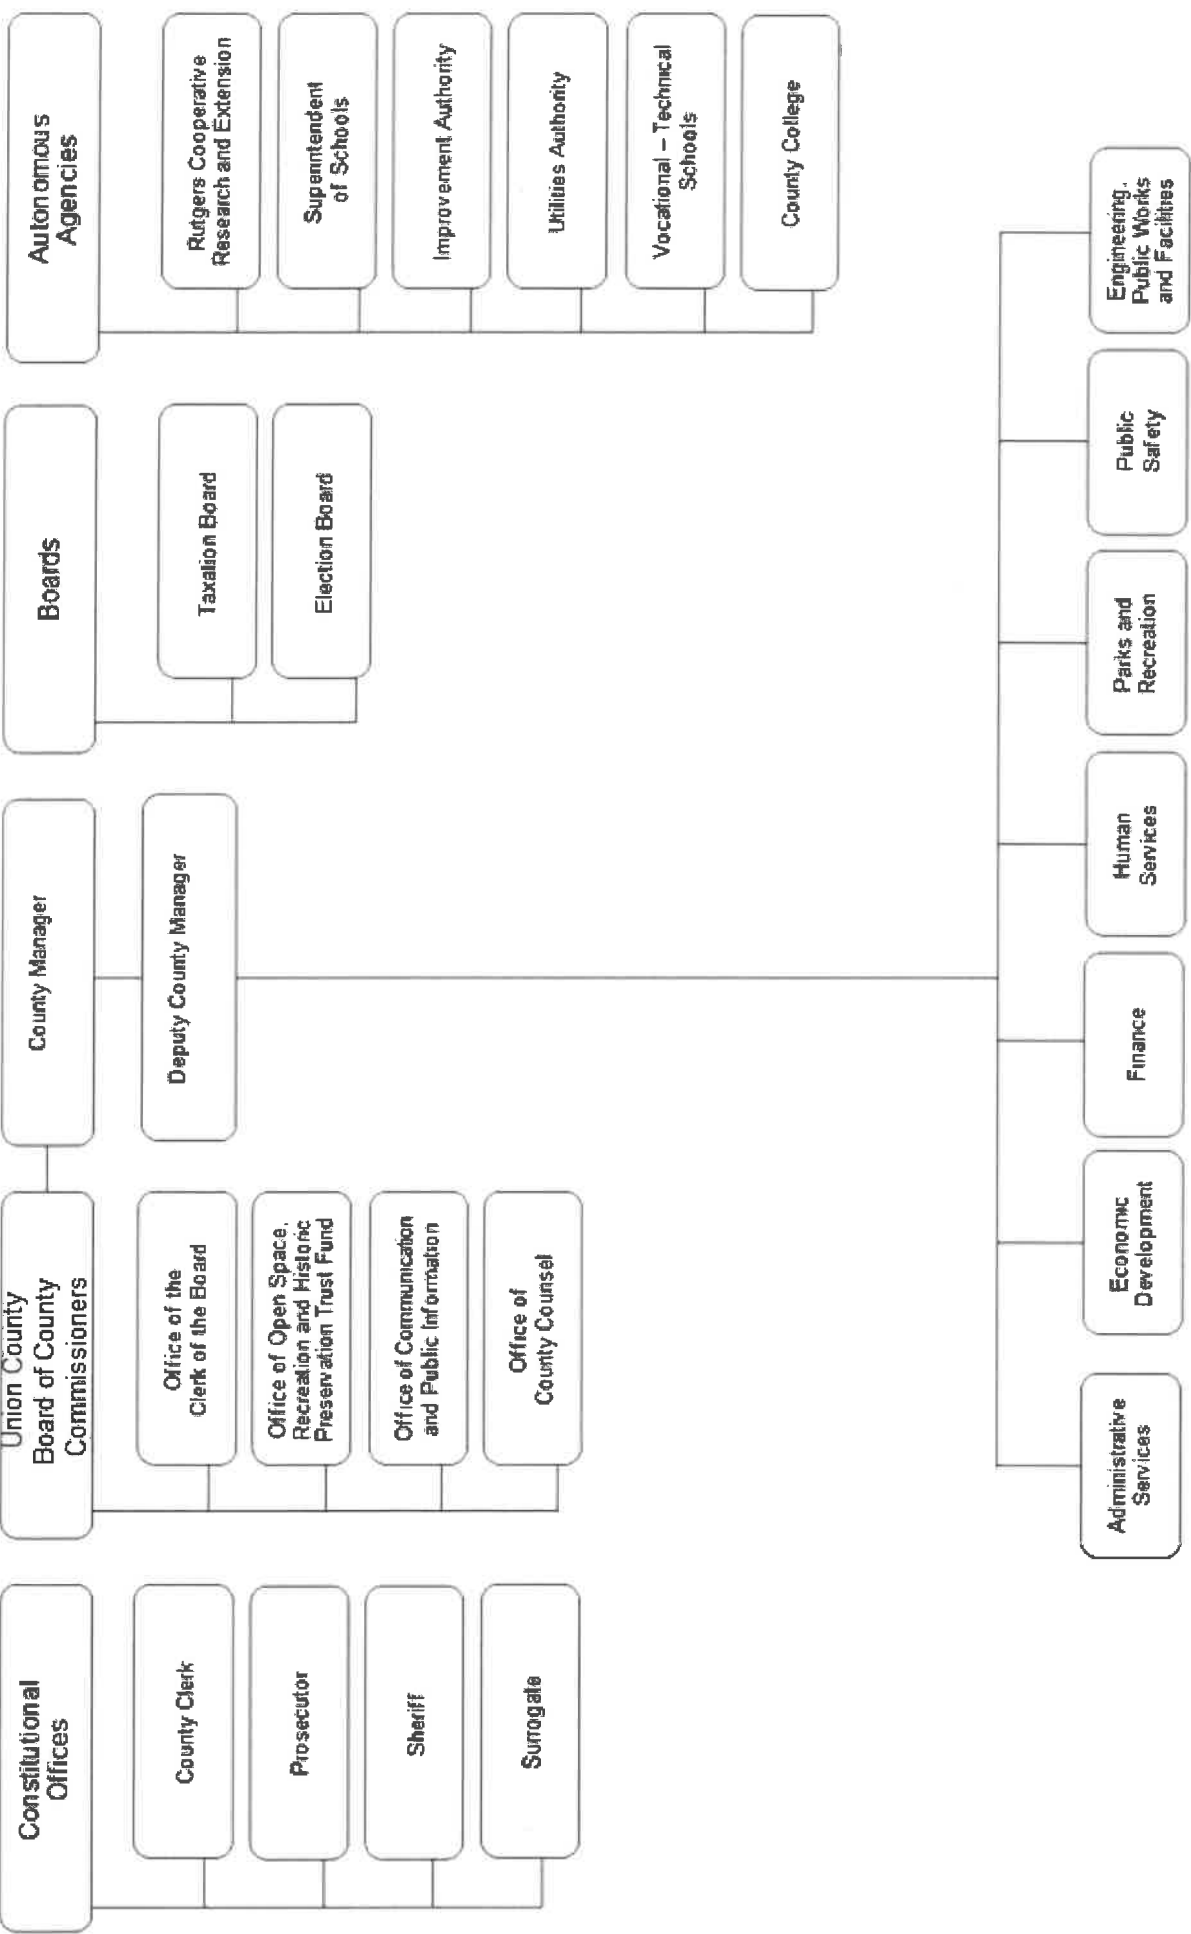 Constitutional
Offices
County Clerk
Prosecutor
Sheriff
Surrogate
Union County
Board of County
Commissioners
Office of the
Clerk of the Board
Office of Open Space,
Recreation and Historic
Preservation Trust Fund
Office of Communication
and Public Information
Office of
County Counsel
County Manager
Deputy County Manager
Boards
Taxation Board
Election Board
Autonomous
Agencies
Rutgers Cooperative
Research and Extension
Superintendent
of Schools
Improvement Authority
Utilities Authority
Vocational – Technical
Schools
County College
Administrative
Services
Economic
Development
Finance
Human
Services
Parks and
Recreation
Public
Safety
Engineering,
Public Works
and Facilities